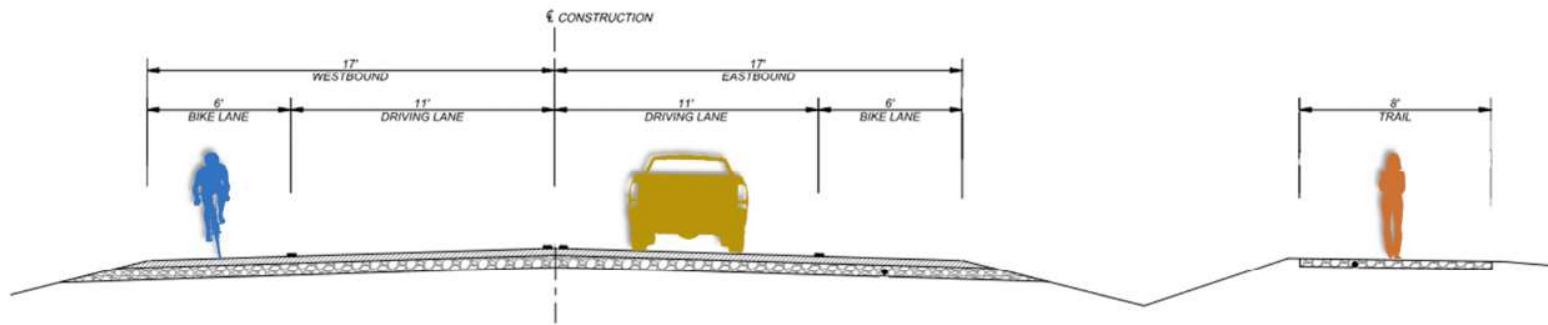 ℄ CONSTRUCTION
17' 17'
WESTBOUND EASTBOUND
6' 11' 11' 6' 8'
BIKE LANE DRIVING LANE DRIVING LANE BIKE LANE TRAIL